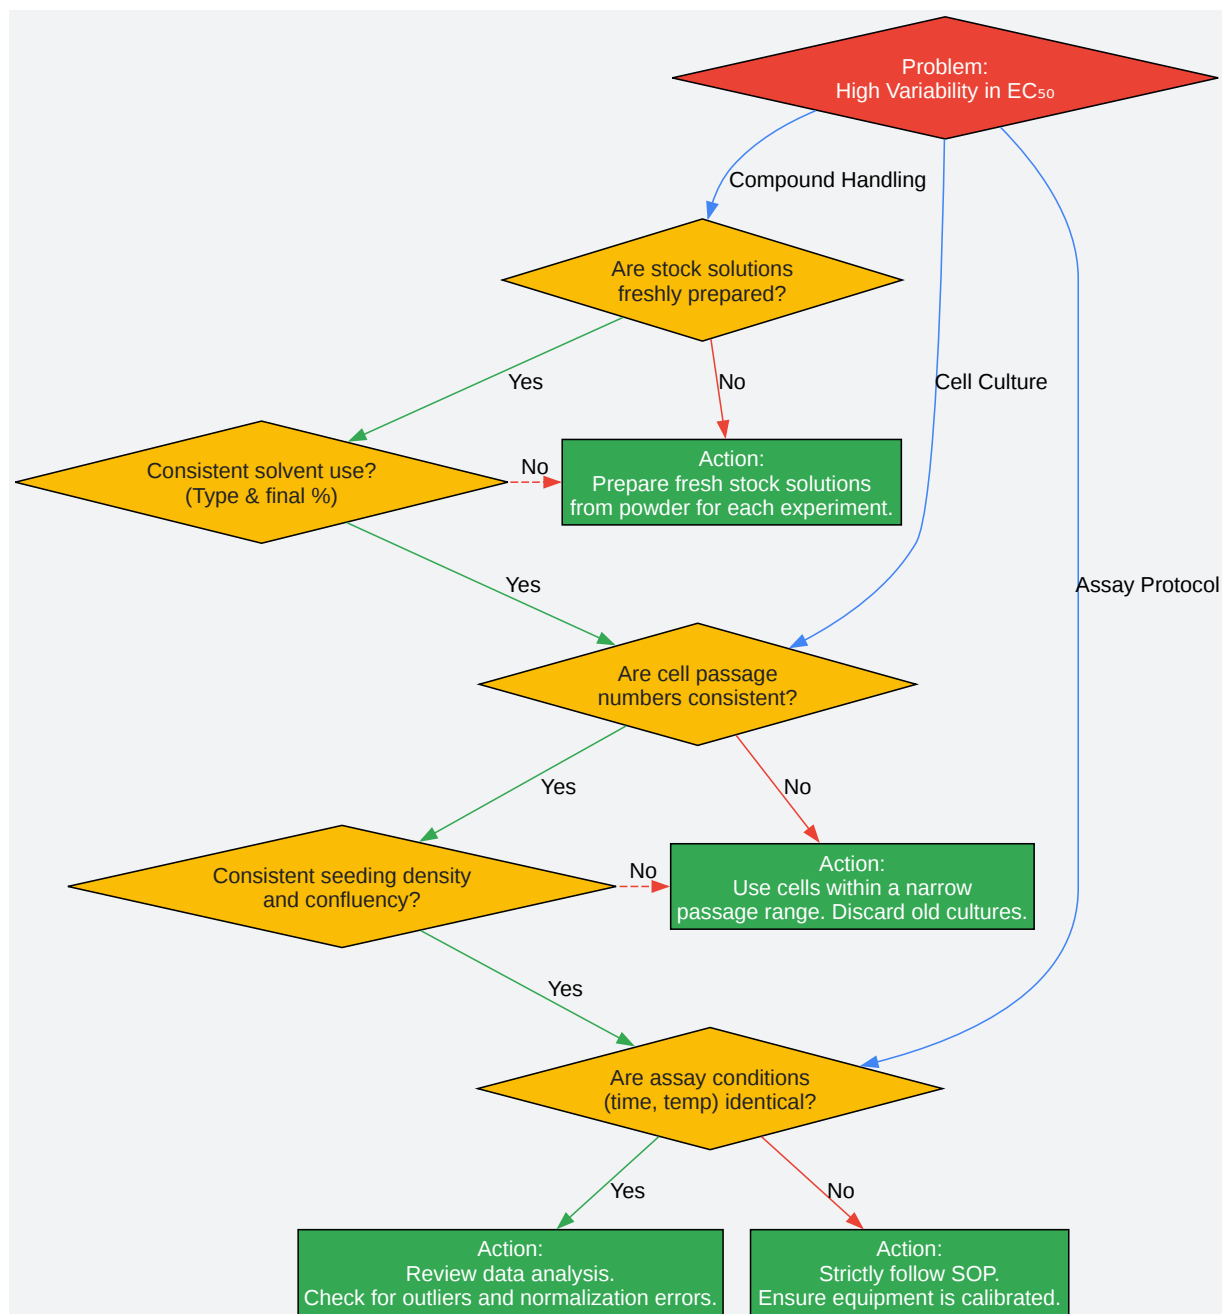 Problem:
High Variability in EC₅₀
Compound Handling
Are stock solutions
freshly prepared?
Yes
No
Cell Culture
Consistent solvent use?
(Type & final %)
No
Action:
Prepare fresh stock solutions
from powder for each experiment.
Yes
Assay Protocol
Are cell passage
numbers consistent?
Yes
No
Consistent seeding density
and confluency?
No
Action:
Use cells within a narrow
passage range. Discard old cultures.
Yes
Are assay conditions
(time, temp) identical?
Yes
No
Action:
Review data analysis.
Check for outliers and normalization errors.
Action:
Strictly follow SOP.
Ensure equipment is calibrated.